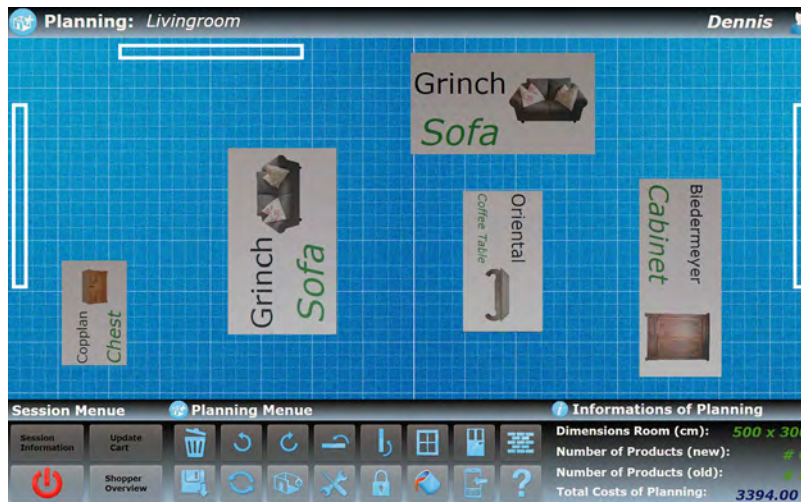 Planning: Livingroom
Dennis
Grinch
Sofa
Grinch
Sofa
Oriental
Coffee Table
Biedermeyer
Cabinet
Copplan
Chest
Session Menue
Planning Menue
Informations of Planning
Session
Information
Update
Cart
Shopper
Overview
Dimensions Room (cm): 500 x 300
Number of Products (new): #
Number of Products (old): #
Total Costs of Planning: 3394.00
?